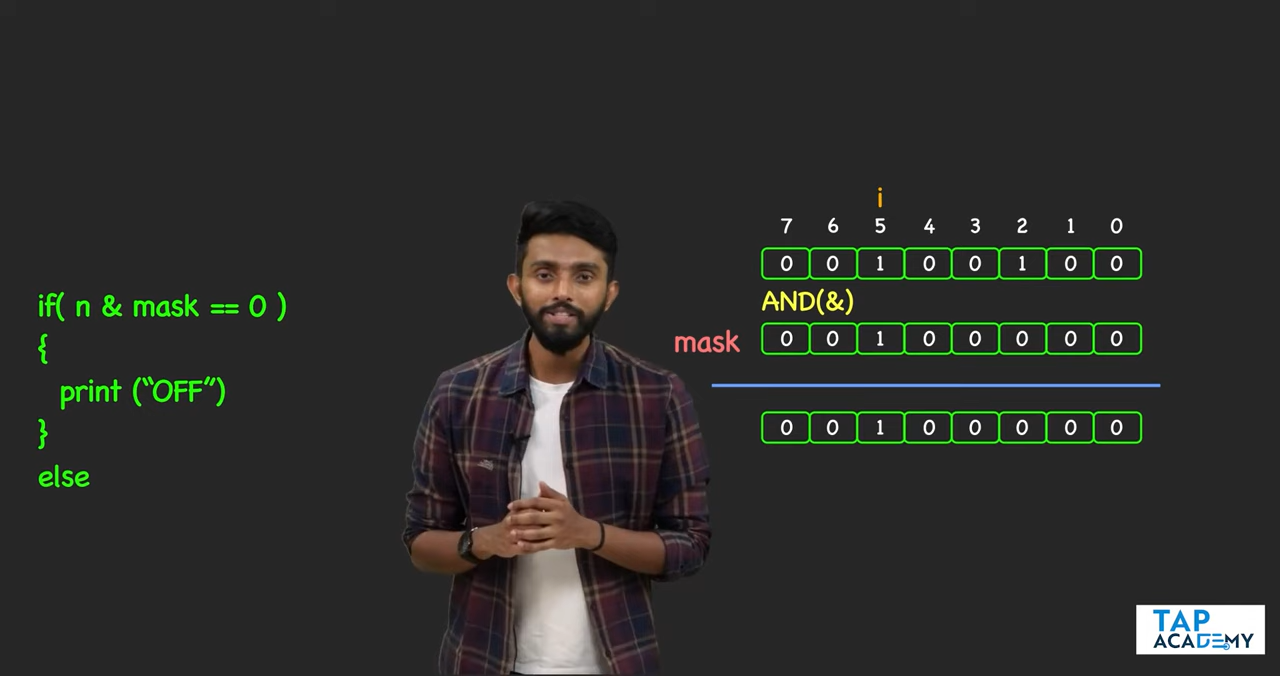 if( n & mask == 0 )
{
print (“OFF”)
}
else
i
7 6 5 4 3 2 1 0
0 0 1 0 0 1 0 0
AND(&)
mask 0 0 1 0 0 0 0 0
0 0 1 0 0 0 0 0
TAP
ACADEMY